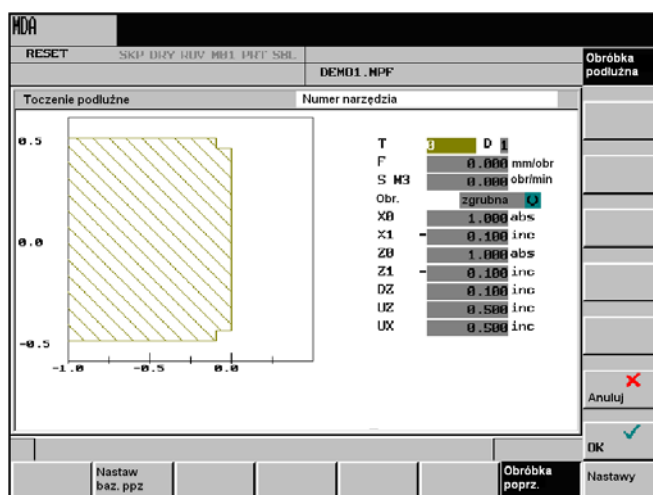 MDA
RESET SKP DRY ROV M01 PRT SBL
DEMO1.MPF
Obróbka
podłużna
Toczenie podłużne Numer narzędzia
0.5
0.0
-0.5
-1.0 -0.5 0.0
T 0 D 1
F 0.000 mm/obr
S M3 0.000 obr/min
Obr. zgrubna
X0 1.000 abs
X1 - 0.100 inc
Z0 1.000 abs
Z1 - 0.100 inc
DZ 0.100 inc
UZ 0.500 inc
UX 0.500 inc
Anuluj
OK
Nastaw
baz. ppz
Obróbka
poprz.
Nastawy